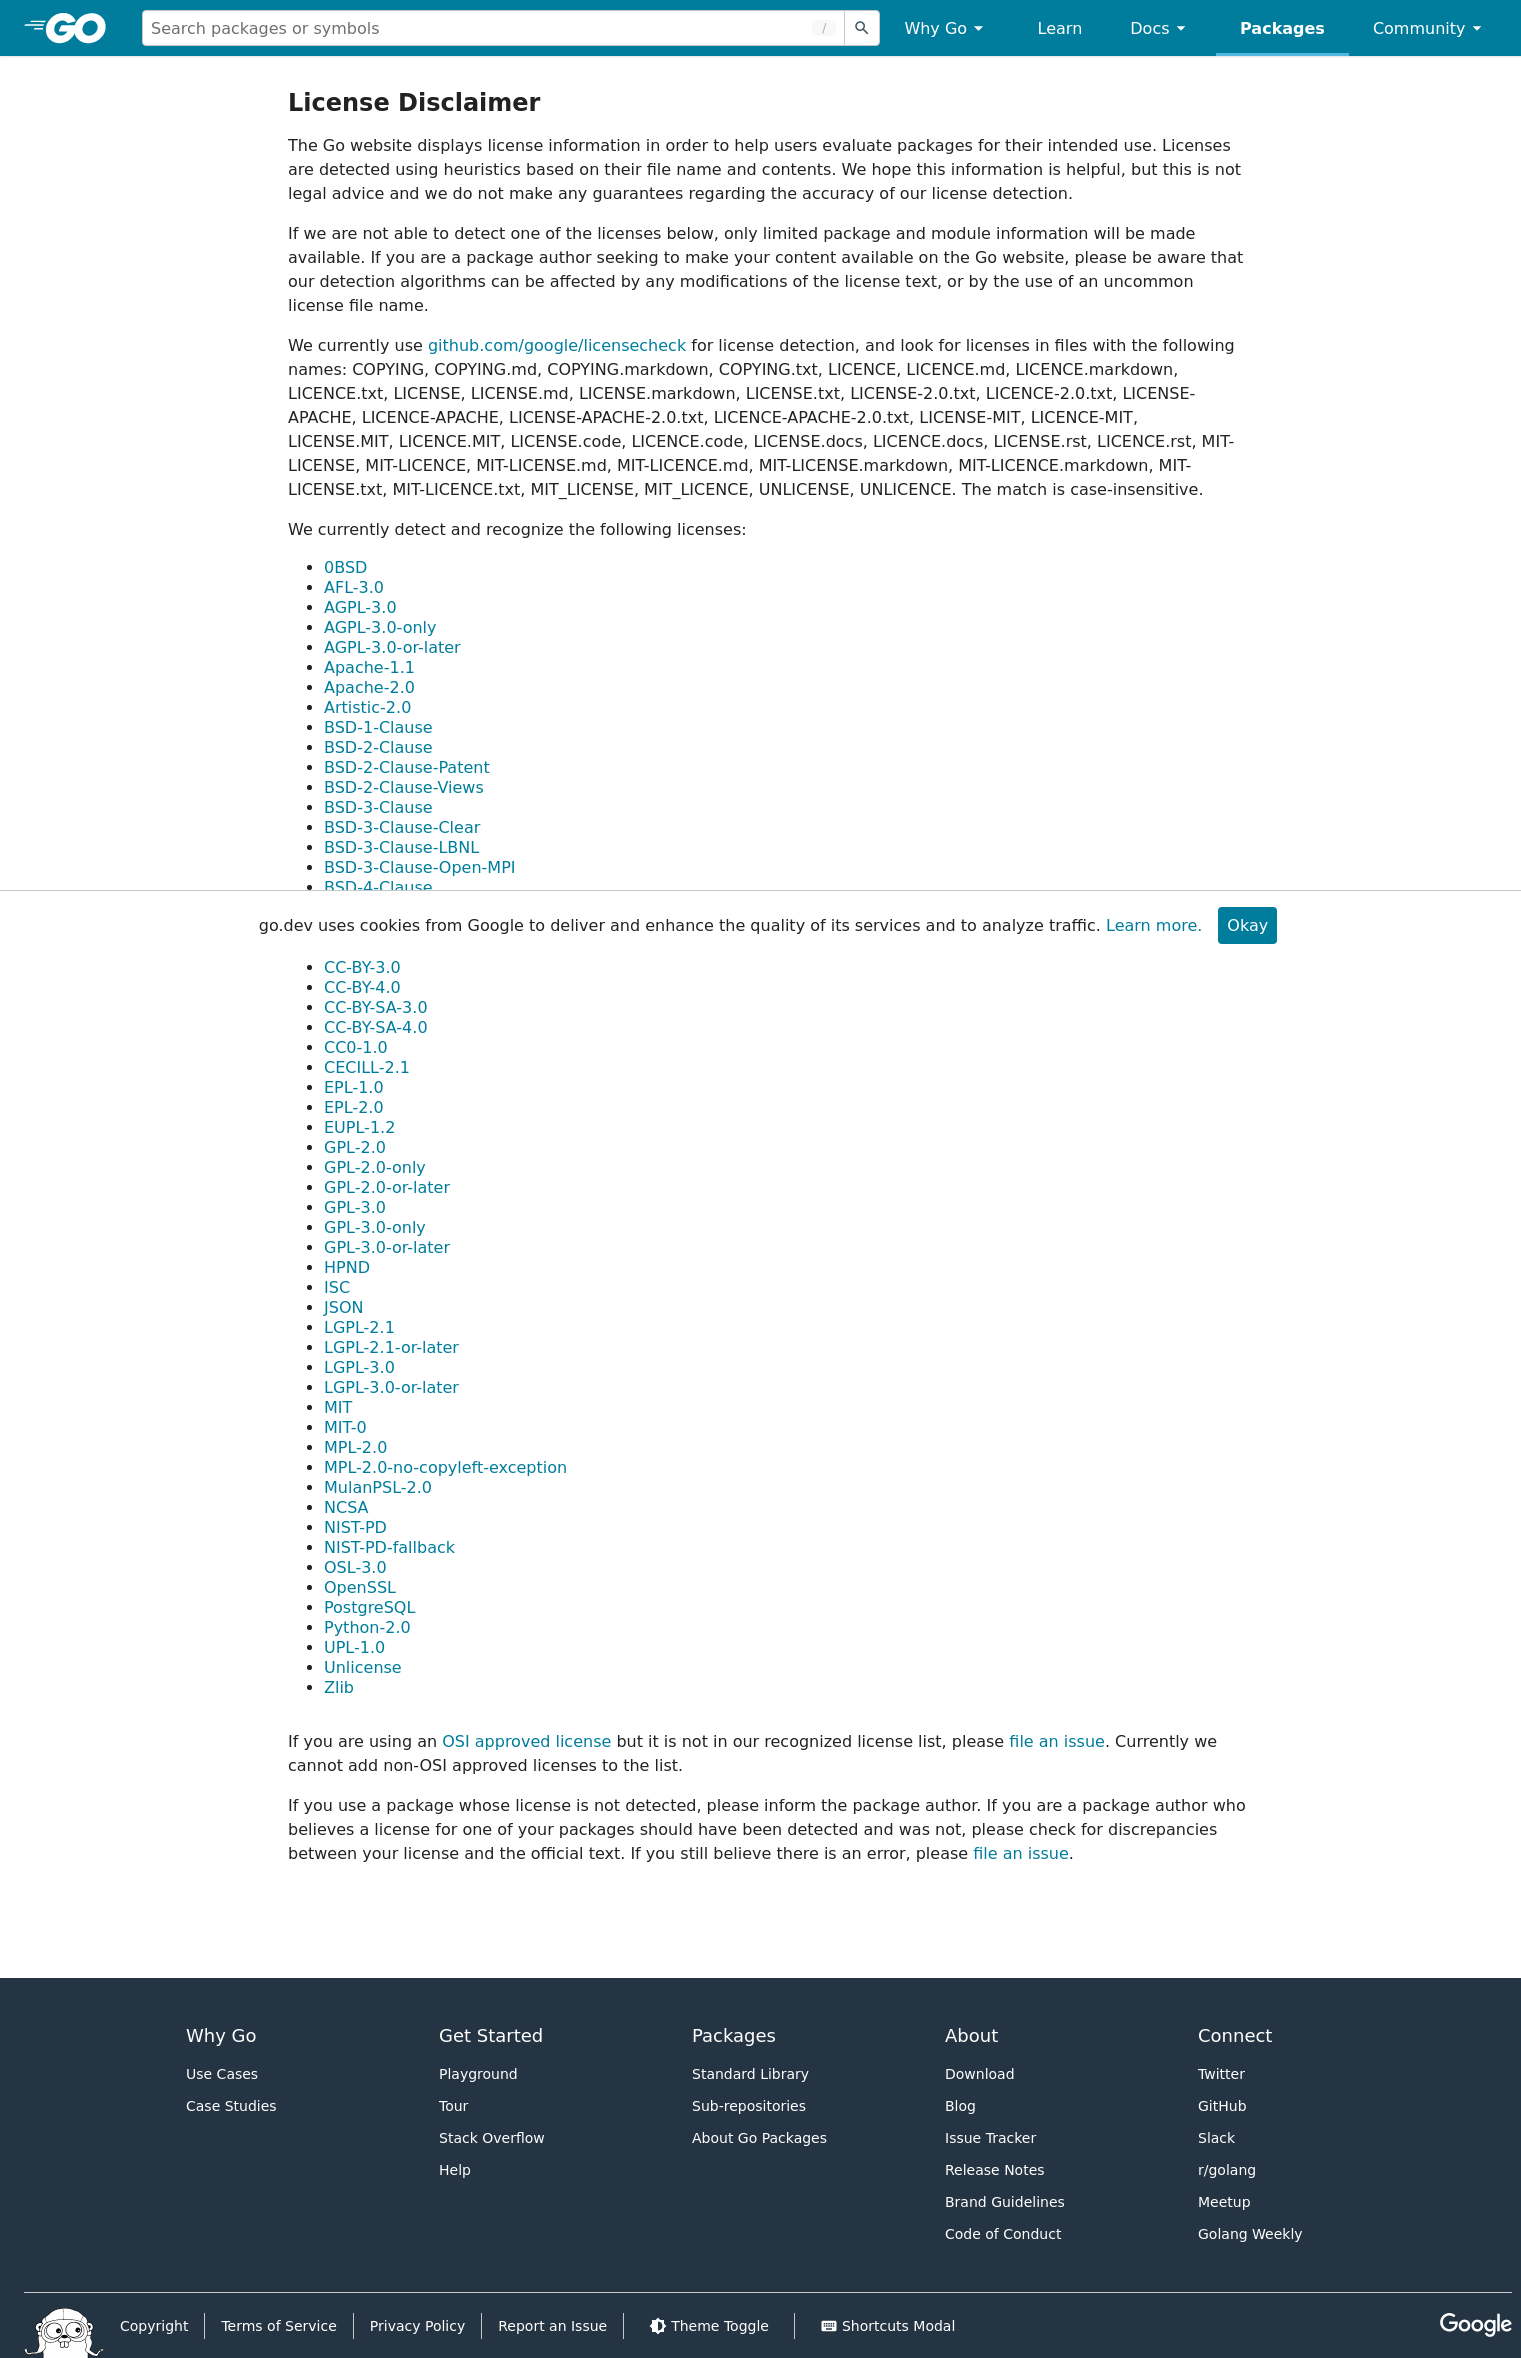 GO
Search packages or symbols
/
Why Go
Learn
Docs
Packages
Community
License Disclaimer
The Go website displays license information in order to help users evaluate packages for their intended use. Licenses
are detected using heuristics based on their file name and contents. We hope this information is helpful, but this is not
legal advice and we do not make any guarantees regarding the accuracy of our license detection.
If we are not able to detect one of the licenses below, only limited package and module information will be made
available. If you are a package author seeking to make your content available on the Go website, please be aware that
our detection algorithms can be affected by any modifications of the license text, or by the use of an uncommon
license file name.
We currently use github.com/google/licensecheck for license detection, and look for licenses in files with the following
names: COPYING, COPYING.md, COPYING.markdown, COPYING.txt, LICENCE, LICENCE.md, LICENCE.markdown,
LICENCE.txt, LICENSE, LICENSE.md, LICENSE.markdown, LICENSE.txt, LICENSE-2.0.txt, LICENCE-2.0.txt, LICENSE-
APACHE, LICENCE-APACHE, LICENSE-APACHE-2.0.txt, LICENCE-APACHE-2.0.txt, LICENSE-MIT, LICENCE-MIT,
LICENSE.MIT, LICENCE.MIT, LICENSE.code, LICENCE.code, LICENSE.docs, LICENCE.docs, LICENSE.rst, LICENCE.rst, MIT-
LICENSE, MIT-LICENCE, MIT-LICENSE.md, MIT-LICENCE.md, MIT-LICENSE.markdown, MIT-LICENCE.markdown, MIT-
LICENSE.txt, MIT-LICENCE.txt, MIT_LICENSE, MIT_LICENCE, UNLICENSE, UNLICENCE. The match is case-insensitive.
We currently detect and recognize the following licenses:
0BSD
AFL-3.0
AGPL-3.0
AGPL-3.0-only
AGPL-3.0-or-later
Apache-1.1
Apache-2.0
Artistic-2.0
BSD-1-Clause
BSD-2-Clause
BSD-2-Clause-Patent
BSD-2-Clause-Views
BSD-3-Clause
BSD-3-Clause-Clear
BSD-3-Clause-LBNL
BSD-3-Clause-Open-MPI
BSD-4-Clause
go.dev uses cookies from Google to deliver and enhance the quality of its services and to analyze traffic. Learn more.
Okay
CC-BY-3.0
CC-BY-4.0
CC-BY-SA-3.0
CC-BY-SA-4.0
CC0-1.0
CECILL-2.1
EPL-1.0
EPL-2.0
EUPL-1.2
GPL-2.0
GPL-2.0-only
GPL-2.0-or-later
GPL-3.0
GPL-3.0-only
GPL-3.0-or-later
HPND
ISC
JSON
LGPL-2.1
LGPL-2.1-or-later
LGPL-3.0
LGPL-3.0-or-later
MIT
MIT-0
MPL-2.0
MPL-2.0-no-copyleft-exception
MulanPSL-2.0
NCSA
NIST-PD
NIST-PD-fallback
OSL-3.0
OpenSSL
PostgreSQL
Python-2.0
UPL-1.0
Unlicense
Zlib
If you are using an OSI approved license but it is not in our recognized license list, please file an issue. Currently we
cannot add non-OSI approved licenses to the list.
If you use a package whose license is not detected, please inform the package author. If you are a package author who
believes a license for one of your packages should have been detected and was not, please check for discrepancies
between your license and the official text. If you still believe there is an error, please file an issue.
Why Go
Use Cases
Case Studies
Get Started
Playground
Tour
Stack Overflow
Help
Packages
Standard Library
Sub-repositories
About Go Packages
About
Download
Blog
Issue Tracker
Release Notes
Brand Guidelines
Code of Conduct
Connect
Twitter
GitHub
Slack
r/golang
Meetup
Golang Weekly
Copyright
Terms of Service
Privacy Policy
Report an Issue
Theme Toggle
Shortcuts Modal
Google